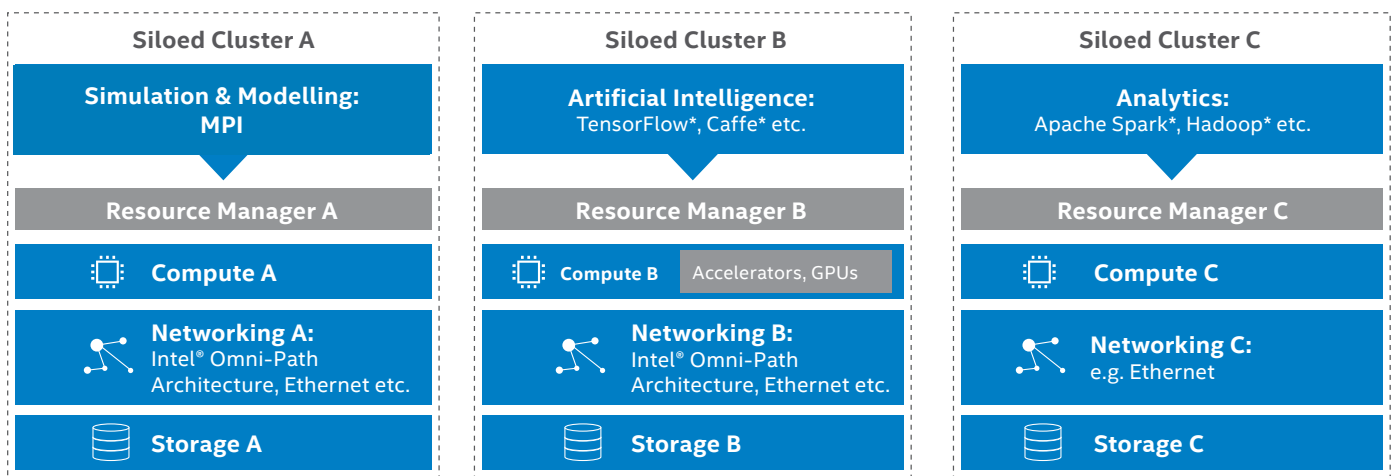 Siloed Cluster A
Simulation & Modelling:
MPI
Resource Manager A
Compute A
Networking A:
Intel® Omni-Path
Architecture, Ethernet etc.
Storage A
Siloed Cluster B
Artificial Intelligence:
TensorFlow*, Caffe* etc.
Resource Manager B
Compute B
Accelerators, GPUs
Networking B:
Intel® Omni-Path
Architecture, Ethernet etc.
Storage B
Siloed Cluster C
Analytics:
Apache Spark*, Hadoop* etc.
Resource Manager C
Compute C
Networking C:
e.g. Ethernet
Storage C